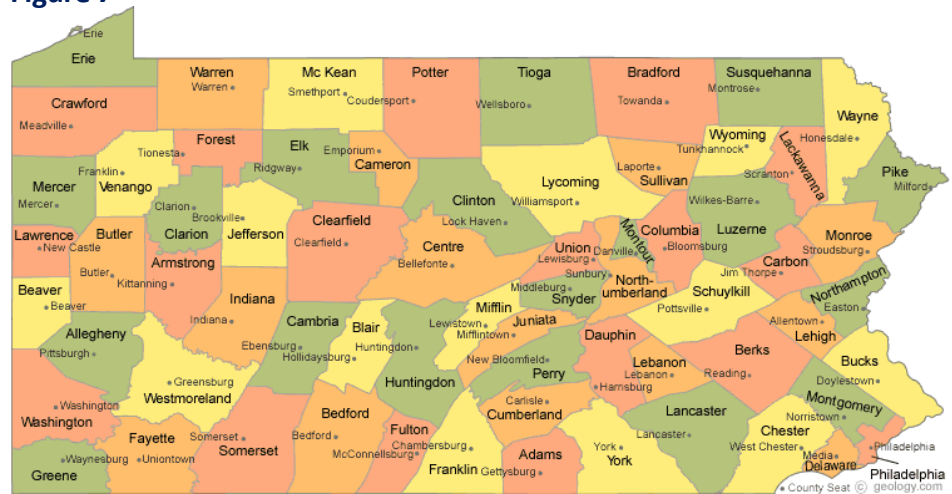 Erie
Erie
Warren
Warren
Mc Kean
Smethport
Potter
Coudersport
Tioga
Wellsboro
Bradford
Towanda
Susquehanna
Montrose
Wayne
Honesdale
Crawford
Meadville
Forest
Tionesta
Elk
Ridgway
Emporium
Cameron
Wyoming
Tunkhannock
Lackawanna
Scranton
Pike
Milford
Mercer
Mercer
Franklin
Venango
Clarion
Clarion
Brookville
Jefferson
Clearfield
Clearfield
Clinton
Lock Haven
Lycoming
Williamsport
Laporte
Sullivan
Wilkes-Barre
Luzerne
Monroe
Stroudsburg
Lawrence
New Castle
Butler
Butler
Armstrong
Kittanning
Centre
Bellefonte
Union
Lewisburg
Montour
Danville
Columbia
Bloomsburg
Carbon
Jim Thorpe
Beaver
Beaver
Indiana
Indiana
Sunbury
Middleburg
Snyder
North-
umberland
Schuylkill
Pottsville
Northampton
Easton
Allegheny
Pittsburgh
Cambria
Ebensburg
Blair
Hollidaysburg
Huntingdon
Huntingdon
Mifflin
Lewistown
Juniata
Mifflintown
New Bloomfield
Perry
Dauphin
Harrisburg
Lebanon
Lebanon
Berks
Reading
Allentown
Lehigh
Bucks
Doylestown
Washington
Washington
Greensburg
Westmoreland
Bedford
Bedford
Carlisle
Cumberland
Lancaster
Lancaster
Montgomery
Norristown
Chester
West Chester
Media
Delaware
Philadelphia
Philadelphia
Greene
Waynesburg
Fayette
Uniontown
Somerset
Somerset
Fulton
McConnellsburg
Chambersburg
Franklin
Adams
Gettysburg
York
York
County Seat © geology.com